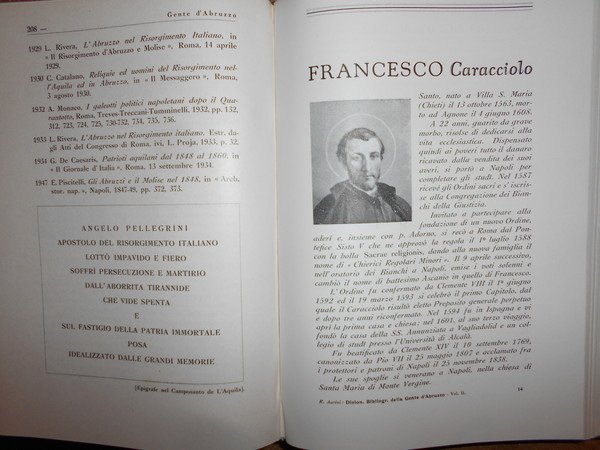 208 —
Gente d'Abruzzo
1929 L. Rivera, L'Abruzzo nel Risorgimento Italiano, in
« Il Risorgimento d'Abruzzo e Molise ». Roma, 14 aprile
1929.
1930 C. Catalano, Reliquie ed uomini del Risorgimento nel-
l'Aquila ed in Abruzzo, in « Il Messaggero ». Roma,
3 agosto 1930.
1932 A. Monaco, I galeotti politici napoletani dopo il Qua-
rantotto, Roma, Treves-Treccani-Tumminelli, 1932, pp. 132,
312, 723, 724, 725, 730-732, 731, 735, 736.
1933 L. Rivera, L'Abruzzo nel Risorgimento italiano, Estr. dag.
gli Atti del Congresso di Roma, ivi, L. Proja, 1933, p. 32.
1934 G. De Caesaris, Patrioti aquilani dal 1848 al 1860, in
« Il Giornale d'Italia », Roma, 13 settembre 1934.
1947 E. Piscitelli, Gli Abruzzi e il Molise nel 1848, in « Arch.
stor. nap. », Napoli, 1847-49, pp. 372, 373.
ANGELO PELLEGRINI
APOSTOLO DEL RISORGIMENTO ITALIANO
LOTTÒ IMPAVIDO E FIERO
SOFFRÌ PERSECUZIONE E MARTIRIO
DALL'ABORRITA TIRANNIDE
CHE VIDE SPENTA
E
SUL FASTIGIO DELLA PATRIA IMMORTALE
POSA
IDEALIZZATO DALLE GRANDI MEMORIE
[Epigrafe nel Camposanto de L'Aquila].
FRANCESCO Caracciolo
Santo, nato a Villa S. Maria
(Chieti) il 13 ottobre 1563, mor-
to ad Agnone il 4 giugno 1608.
A 22 anni, guarito da grave
morbo, risolse di dedicarsi alla
vita ecclesiastica. Dispensato
quindi ai poveri tutto il danaro
ricavato dalla vendita dei suoi
averi, si portò a Napoli per
completare gli studi. Nel 1587
ricevé gli Ordini sacri e s'iscris-
se alla Congregazione dei Bian-
chi della Giustizia.
Invitato a partecipare alla
fondazione di un nuovo Ordine,
aderì e, insieme con p. Adorno, si recò a Roma dal Pon-
tefice Sisto V che ne approvò la regola il 1° luglio 1588
con la bolla Sacrae religionis, dando alla nuova famiglia il
nome di « Chierici Regolari Minori ». Il 9 aprile successivo,
nell'oratorio dei Bianchi a Napoli, emise i voti solenni e
cambiò il nome di battesimo Ascanio in quello di Francesco.
L'Ordine fu confermato da Clemente VIII il 1° giugno
1592 ed il 19 marzo 1593 si celebrò il primo Capitolo, dal
quale il Caracciolo risultò eletto Preposito generale perpetuo
e dopo tre anni riconfermato. Nel 1594 fu in Ispagna e vi
aprì la prima casa e chiesa; nel 1601, al suo terzo viaggio,
fondò la casa della SS. Annunziata a Vagliadolid e un col-
legio di studi presso l'Università di Alcalà.
Fu beatificato da Clemente XIV il 10 settembre 1769,
canonizzato da Pio VII il 25 maggio 1807 e acclamato fra
i protettori e patroni di Napoli il 25 novembre 1838.
Le sue spoglie si venerano a Napoli, nella chiesa di
Santa Maria di Monte Vergine.
14
R. Aurini: Dizion. Bibliogr. della Gente d'Abruzzo - Vol. II.